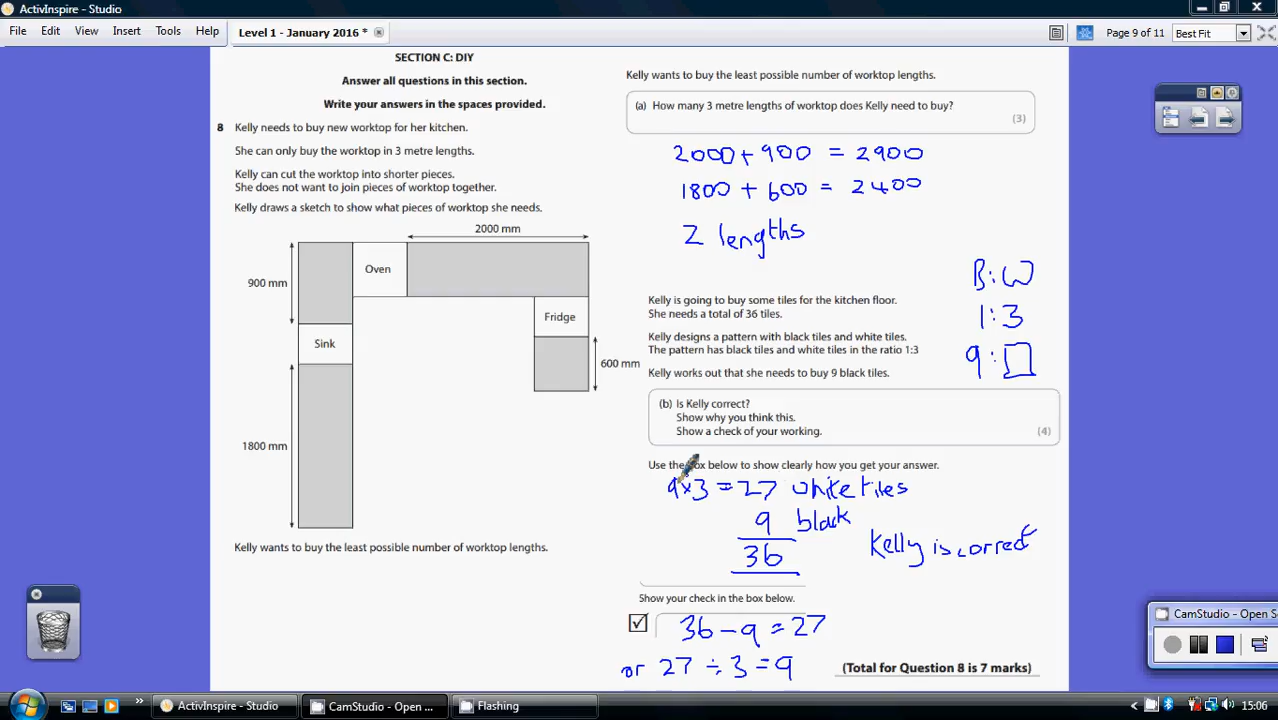 ActivInspire - Studio
File Edit View Insert Tools Help
Level 1 - January 2016 *
Page 9 of 11
Best Fit
SECTION C: DIY
Answer all questions in this section.
Write your answers in the spaces provided.
8 Kelly needs to buy new worktop for her kitchen.
She can only buy the worktop in 3 metre lengths.
Kelly can cut the worktop into shorter pieces.
She does not want to join pieces of worktop together.
Kelly draws a sketch to show what pieces of worktop she needs.
2000 mm
Oven
900 mm
Fridge
Sink
600 mm
1800 mm
Kelly wants to buy the least possible number of worktop lengths.
Kelly wants to buy the least possible number of worktop lengths.
(a) How many 3 metre lengths of worktop does Kelly need to buy?
(3)
2000 + 900 = 2900
1800 + 600 = 2400
2 lengths
Kelly is going to buy some tiles for the kitchen floor.
She needs a total of 36 tiles.
Kelly designs a pattern with black tiles and white tiles.
The pattern has black tiles and white tiles in the ratio 1:3
Kelly works out that she needs to buy 9 black tiles.
B:W
1:3
9:
(b) Is Kelly correct?
Show why you think this.
Show a check of your working.
(4)
Use the box below to show clearly how you get your answer.
9×3 = 27 white tiles
9 black
36
Kelly is correct
Show your check in the box below.
36 - 9 = 27
or 27 ÷ 3 = 9
(Total for Question 8 is 7 marks)
CamStudio - Open S
ActivInspire - Studio
CamStudio - Open ...
Flashing
15:06